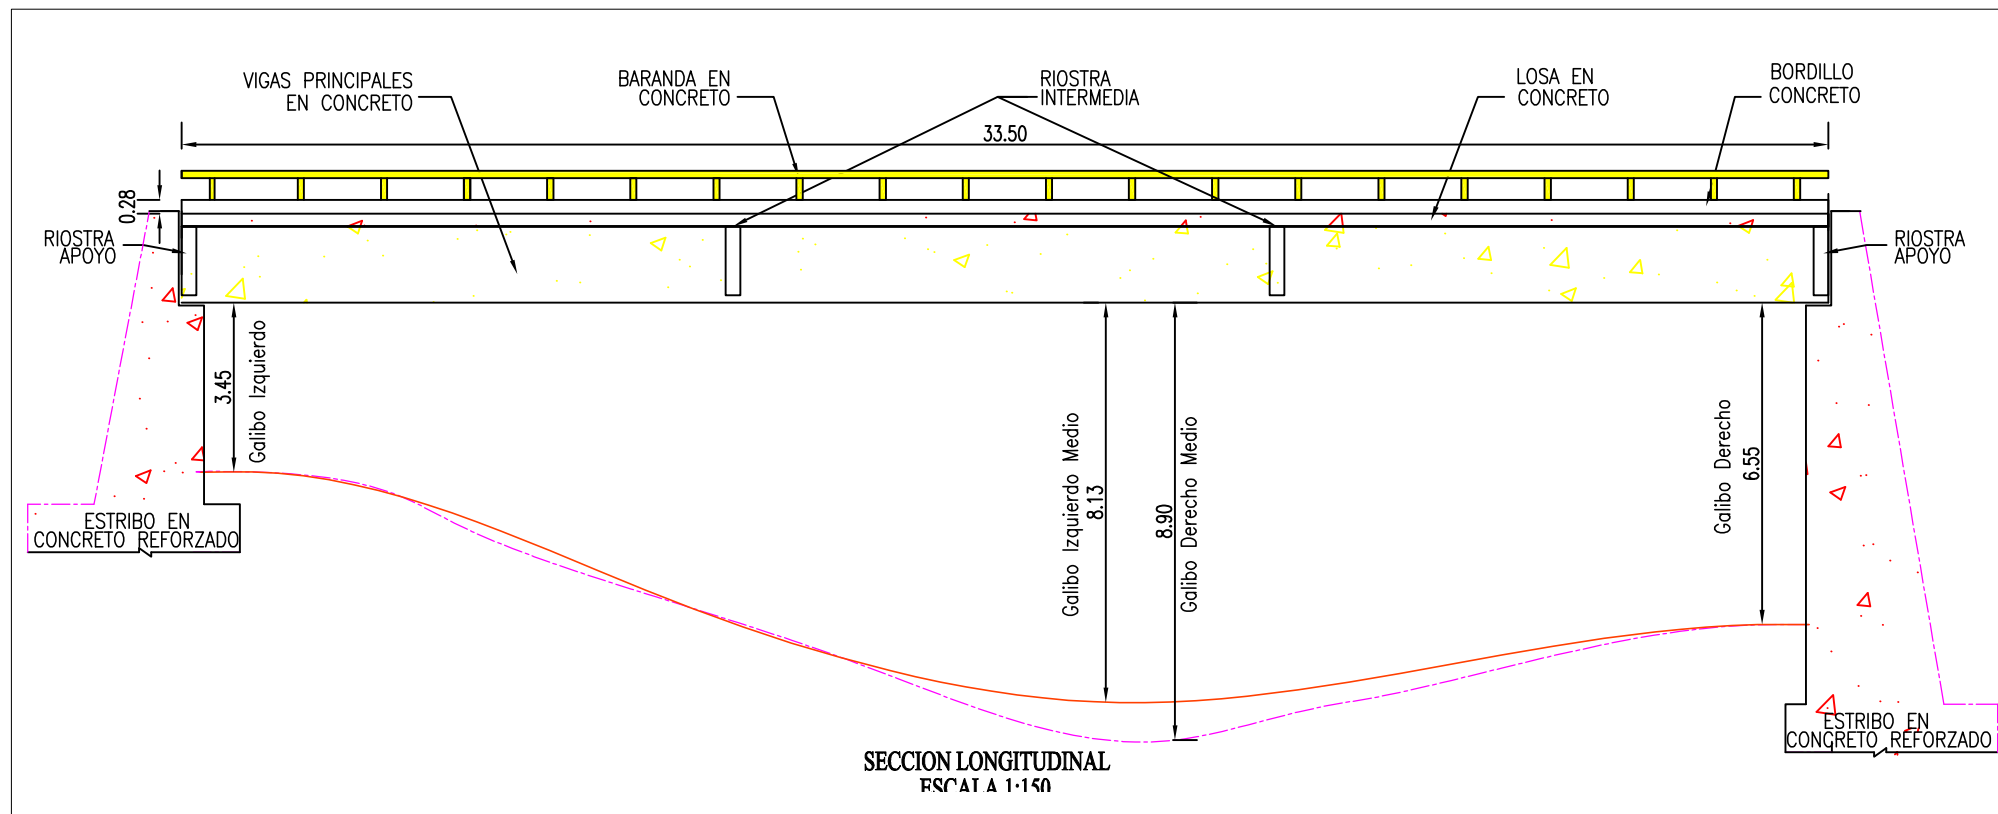 VIGAS PRINCIPALES
EN CONCRETO
BARANDA EN
CONCRETO
RIOSTRA
INTERMEDIA
LOSA EN
CONCRETO
BORDILLO
CONCRETO
33.50
0.28
RIOSTRA
APOYO
RIOSTRA
APOYO
3.45
Galibo Izquierdo
Galibo Izquierdo Medio
8.13
8.90
Galibo Derecho Medio
Galibo Derecho
6.55
ESTRIBO EN
CONCRETO REFORZADO
ESTRIBO EN
CONCRETO REFORZADO
SECCION LONGITUDINAL
ESCALA 1:150